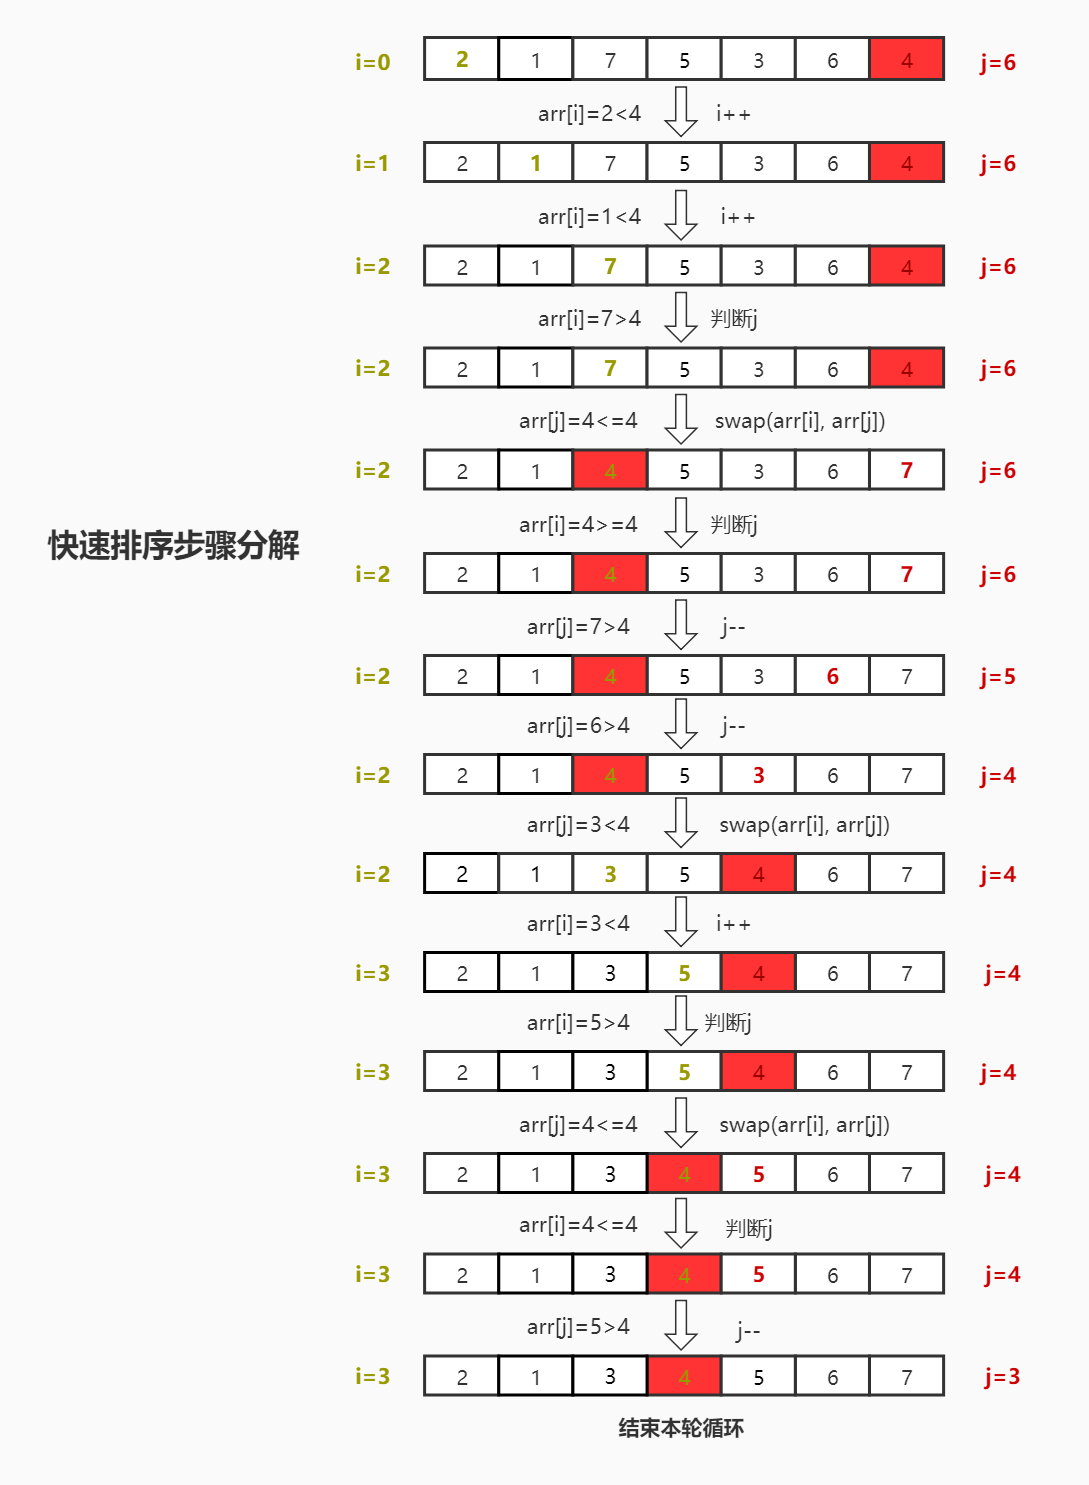 i=0 2 1 7 5 3 6 4 j=6
arr[i]=2<4 i++
i=1 2 1 7 5 3 6 4 j=6
arr[i]=1<4 i++
i=2 2 1 7 5 3 6 4 j=6
arr[i]=7>4 判断j
i=2 2 1 7 5 3 6 4 j=6
arr[j]=4<=4 swap(arr[i], arr[j])
i=2 2 1 4 5 3 6 7 j=6
arr[i]=4>=4 判断j
快速排序步骤分解
i=2 2 1 4 5 3 6 7 j=6
arr[j]=7>4 j--
i=2 2 1 4 5 3 6 7 j=5
arr[j]=6>4 j--
i=2 2 1 4 5 3 6 7 j=4
arr[j]=3<4 swap(arr[i], arr[j])
i=2 2 1 3 5 4 6 7 j=4
arr[i]=3<4 i++
i=3 2 1 3 5 4 6 7 j=4
arr[i]=5>4 判断j
i=3 2 1 3 5 4 6 7 j=4
arr[j]=4<=4 swap(arr[i], arr[j])
i=3 2 1 3 4 5 6 7 j=4
arr[i]=4<=4 判断j
i=3 2 1 3 4 5 6 7 j=4
arr[j]=5>4 j--
i=3 2 1 3 4 5 6 7 j=3
结束本轮循环